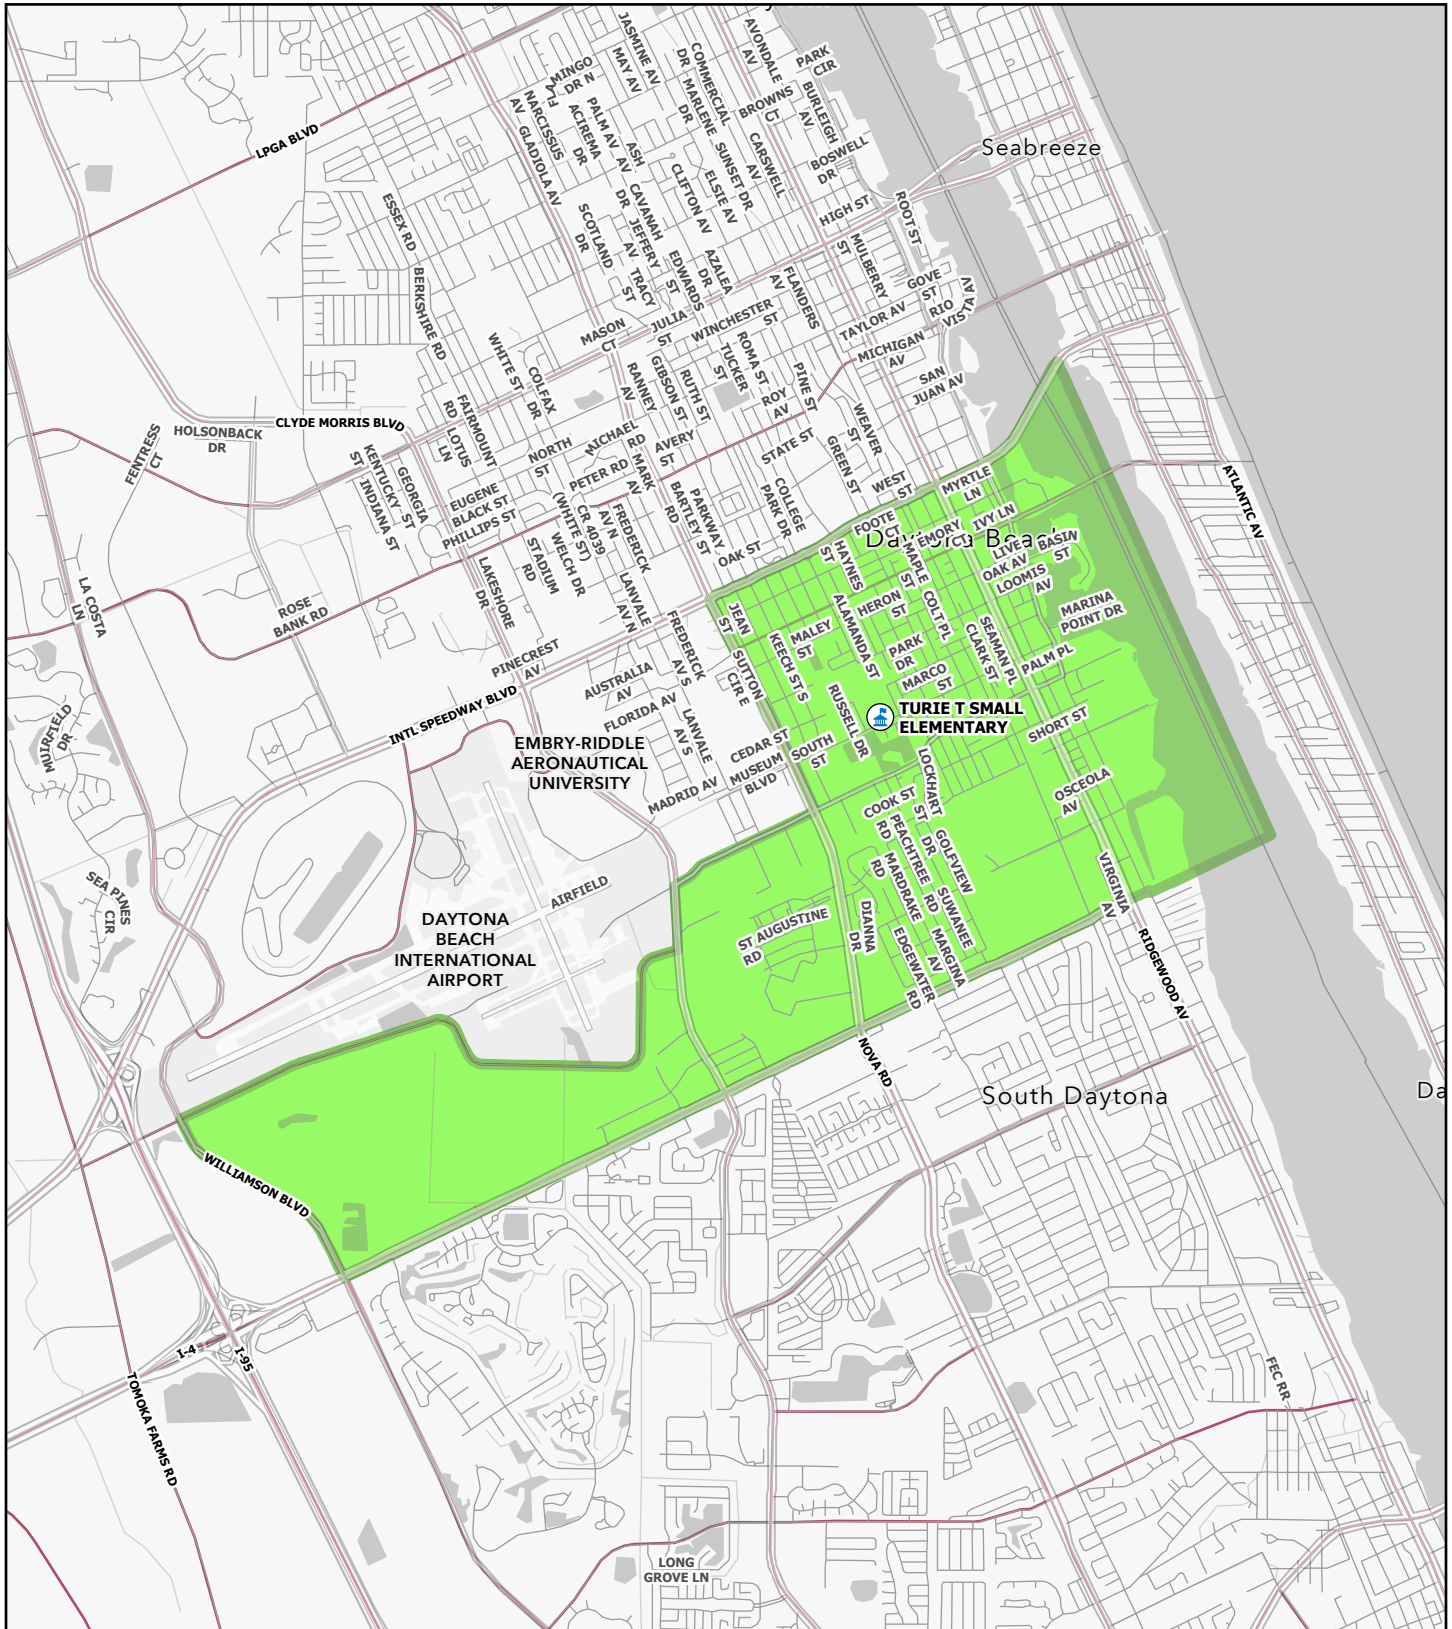 JASMINE AV
MAY AV
COMMERCIAL
DR
MARLENE
DR
AVONDALE
AV
PARK
CIR
FLAMINGO
DR N
NARCISSUS
AV
GLADIOLA AV
PALM AV
ACIREMA
DR
ASH
AV
BROWNS
CT
BURLEIGH
AV
CARSWELL
AV
SUNSET DR
ELSIE AV
CLIFTON AV
BOSWELL
DR
LPGA BLVD
Seabreeze
ESSEX RD
SCOTLAND
DR
CAVANAH
DR
JEFFERY
AV
TRACY
ST
EDWARDS
ST
AZALEA
DR
HIGH ST
ROOT ST
MULBERRY
ST
FLANDERS
AV
GOVE
ST
RIO
VISTA AV
TAYLOR AV
MICHIGAN
AV
BERKSHIRE RD
MASON
CT
JULIA
ST
WINCHESTER
ST
WHITE ST
COLFAX
DR
RANNEY
AV
GIBSON ST
RUTH ST
TUCKER
ST
ROMA ST
ROY
AV
PINE ST
SAN
JUAN AV
CLYDE MORRIS BLVD
HOLSONBACK
DR
FENTRESS
CT
FAIRMOUNT
RD
LOTUS
LN
KENTUCKY
ST
GEORGIA
ST
INDIANA ST
NORTH
ST
MICHAEL
RD
PETER RD
MARK
AV
AVERY
ST
STATE ST
WEAVER
ST
GREEN ST
WEST
ST
EUGENE
BLACK ST
PHILLIPS ST
CR 4039
(WHITE ST)
FREDERICK
AV N
BARTLEY ST
PARKWAY
RD
COLLEGE
PARK DR
MYRTLE
LN
ATLANTIC AV
FOOTE
CT
EMORY
CT
IVY LN
Daytona Beach
OAK ST
HAYNES
ST
MAPLE
ST
LIVE
OAK AV
BASIN
ST
LOOMIS
AV
LA COSTA
LN
ROSE
BANK RD
LAKESHORE
DR
STADIUM
RD
WELCH DR
LANVALE
AV N
FREDERICK
AV S
JEAN
ST
MALEY
ST
ALAMANDA ST
HERON
ST
COLT PL
MARINA
POINT DR
PINECREST
AV
AUSTRALIA
AV
SUTTON
CIR E
KEECH ST S
PARK
DR
MARCO
ST
CLARK ST
SEAMAN PL
PALM PL
INTL SPEEDWAY BLVD
FLORIDA AV
LANVALE
AV S
RUSSELL DR
TURIE T SMALL
ELEMENTARY
SHORT ST
MUIRFIELD
DR
EMBRY-RIDDLE
AERONAUTICAL
UNIVERSITY
CEDAR ST
MUSEUM
BLVD
SOUTH
ST
MADRID AV
LOCKHART
ST
COOK ST
OSCEOLA
AV
PEACHTREE
RD
RD
GOLFVIEW
DR
MARDRAKE
RD
SUWANEE
VIRGINIA
AV
SEA PINES
CIR
AIRFIELD
DAYTONA
BEACH
INTERNATIONAL
AIRPORT
ST AUGUSTINE
RD
DIANNA
DR
EDGEWATER
RD
MARGINA
AV
RIDGEWOOD AV
NOVA RD
South Daytona
Da
WILLIAMSON BLVD
I-4
I-95
TOMOKA FARMS RD
FEC RR
LONG
GROVE LN